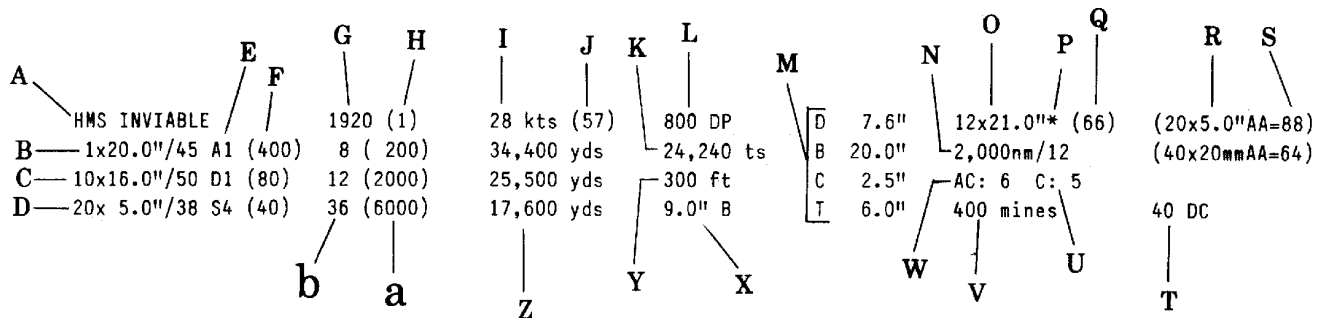 G H I J K L M N O P Q R S
A E F
HMS INVIABLE 1920 (1) 28 kts (57) 800 DP D 7.6" 12x21.0"* (66) (20x5.0"AA=88)
B 1x20.0"/45 A1 (400) 8 ( 200) 34,400 yds 24,240 ts B 20.0" 2,000nm/12 (40x20mmAA=64)
C 10x16.0"/50 D1 (80) 12 (2000) 25,500 yds 300 ft C 2.5" AC: 6 C: 5
D 20x 5.0"/38 S4 (40) 36 (6000) 17,600 yds 9.0" B T 6.0" 400 mines 40 DC
b a Z Y X W V U T